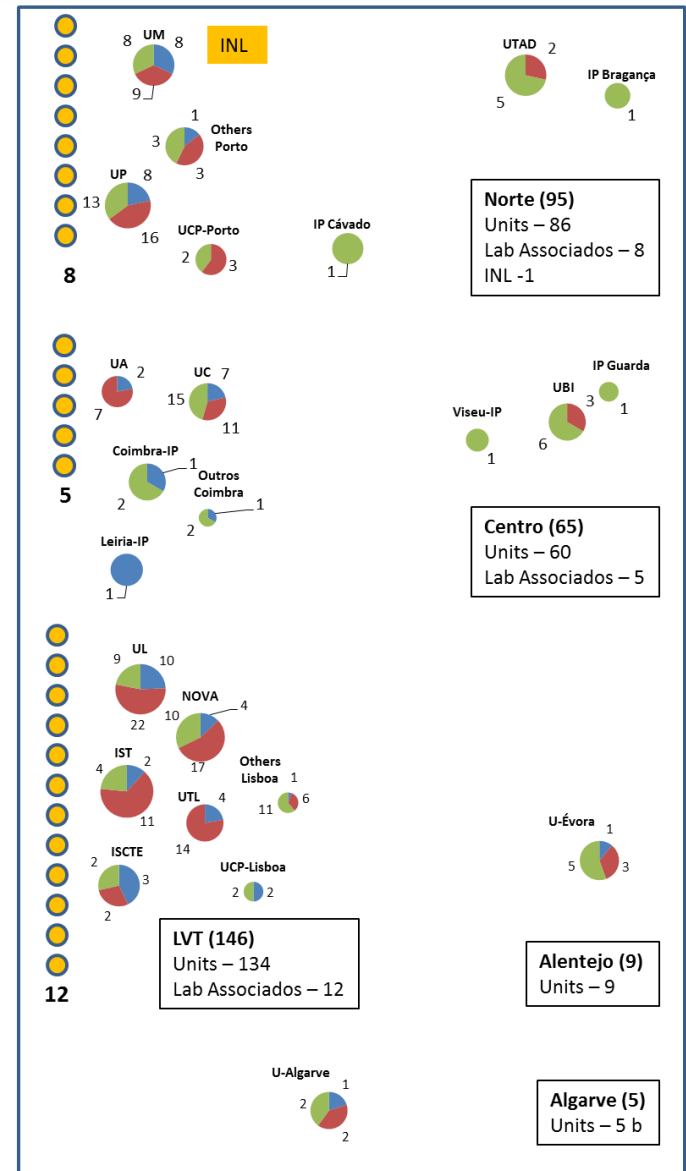 UM
8
8
9
INL
UTAD
2
5
IP Bragança
1
1
Others
Porto
3
3
UP
8
13
16
UCP-Porto
2
3
IP Cávado
1
8
Norte (95)
Units – 86
Lab Associados – 8
INL -1
UA
2
7
UC
7
15
11
IP Guarda
1
UBI
3
6
Viseu-IP
1
Coimbra-IP
1
2
Outros
Coimbra
1
2
5
Leiria-IP
1
Centro (65)
Units – 60
Lab Associados – 5
UL
9
10
22
NOVA
10
4
17
IST
4
2
11
Others
Lisboa
1
11
6
UTL
4
14
ISCTE
2
3
2
UCP-Lisboa
2
2
U-Évora
1
5
3
LVT (146)
Units – 134
Lab Associados – 12
12
Alentejo (9)
Units – 9
U-Algarve
1
2
2
Algarve (5)
Units – 5 b